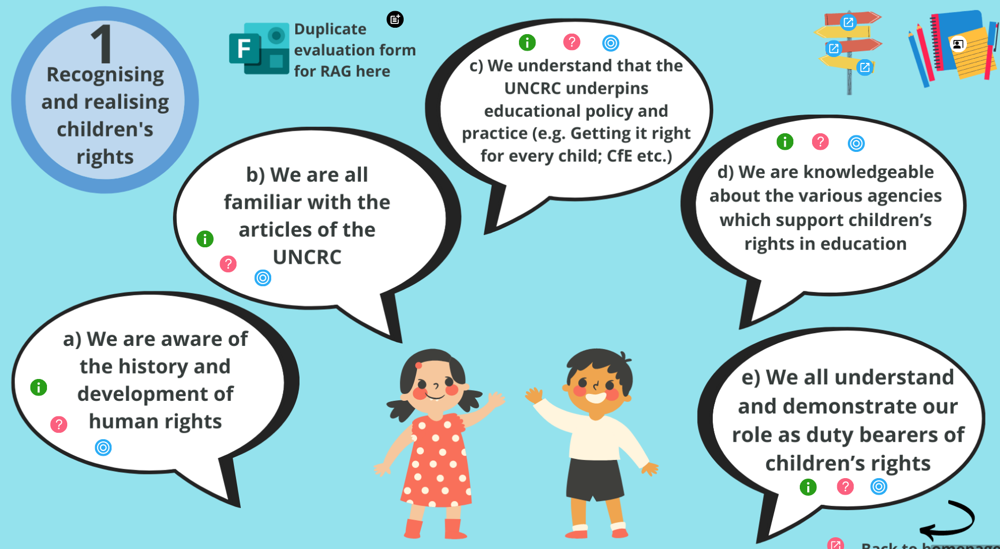 1
Recognising
and realising
children's
rights
F
Duplicate
evaluation form
for RAG here
c) We understand that the
UNCRC underpins
educational policy and
practice (e.g. Getting it right
for every child; CfE etc.)
b) We are all
familiar with the
articles of the
UNCRC
d) We are knowledgeable
about the various agencies
which support children’s
rights in education
a) We are aware of
the history and
development of
human rights
e) We all understand
and demonstrate our
role as duty bearers of
children’s rights
Back to homepage